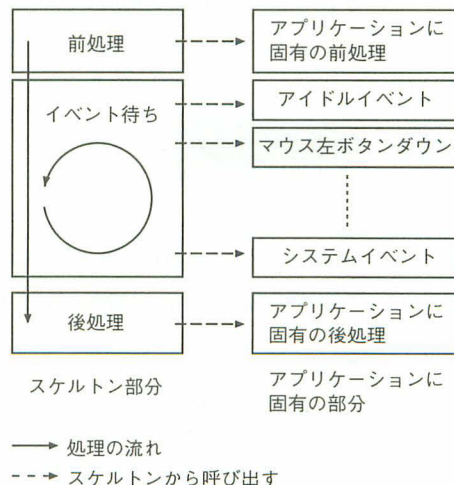 前処理
アプリケーションに
固有の前処理
イベント待ち
アイドルイベント
マウス左ボタンダウン
システムイベント
後処理
アプリケーションに
固有の後処理
スケルトン部分
アプリケーションに
固有の部分
処理の流れ
スケルトンから呼び出す